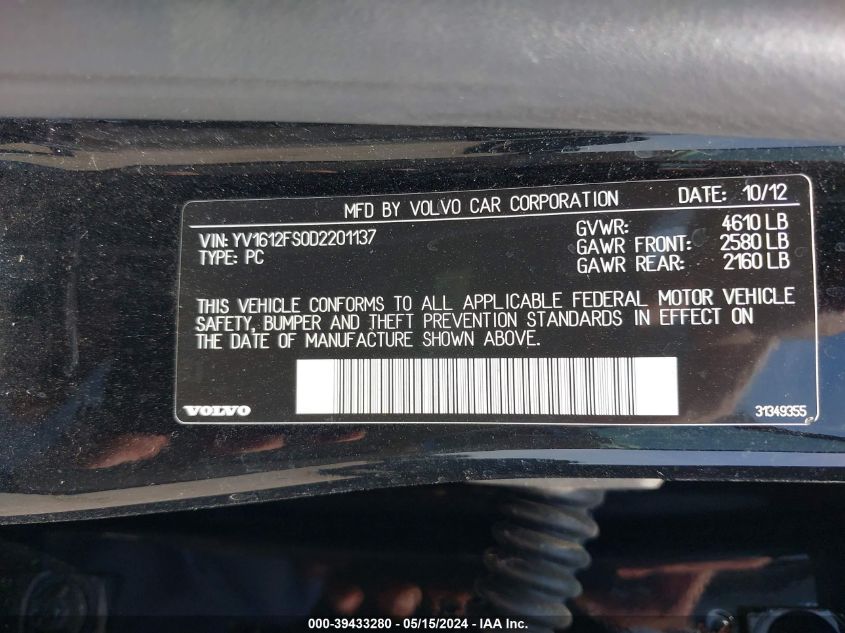 MFD BY VOLVO CAR CORPORATION DATE: 10/12
VIN: YV1612FS0D2201137
TYPE: PC
GVWR: 4610 LB
GAWR FRONT: 2580 LB
GAWR REAR: 2160 LB
THIS VEHICLE CONFORMS TO ALL APPLICABLE FEDERAL MOTOR VEHICLE
SAFETY, BUMPER AND THEFT PREVENTION STANDARDS IN EFFECT ON
THE DATE OF MANUFACTURE SHOWN ABOVE.
VOLVO 31349355
000-39433280 - 05/15/2024 - IAA Inc.